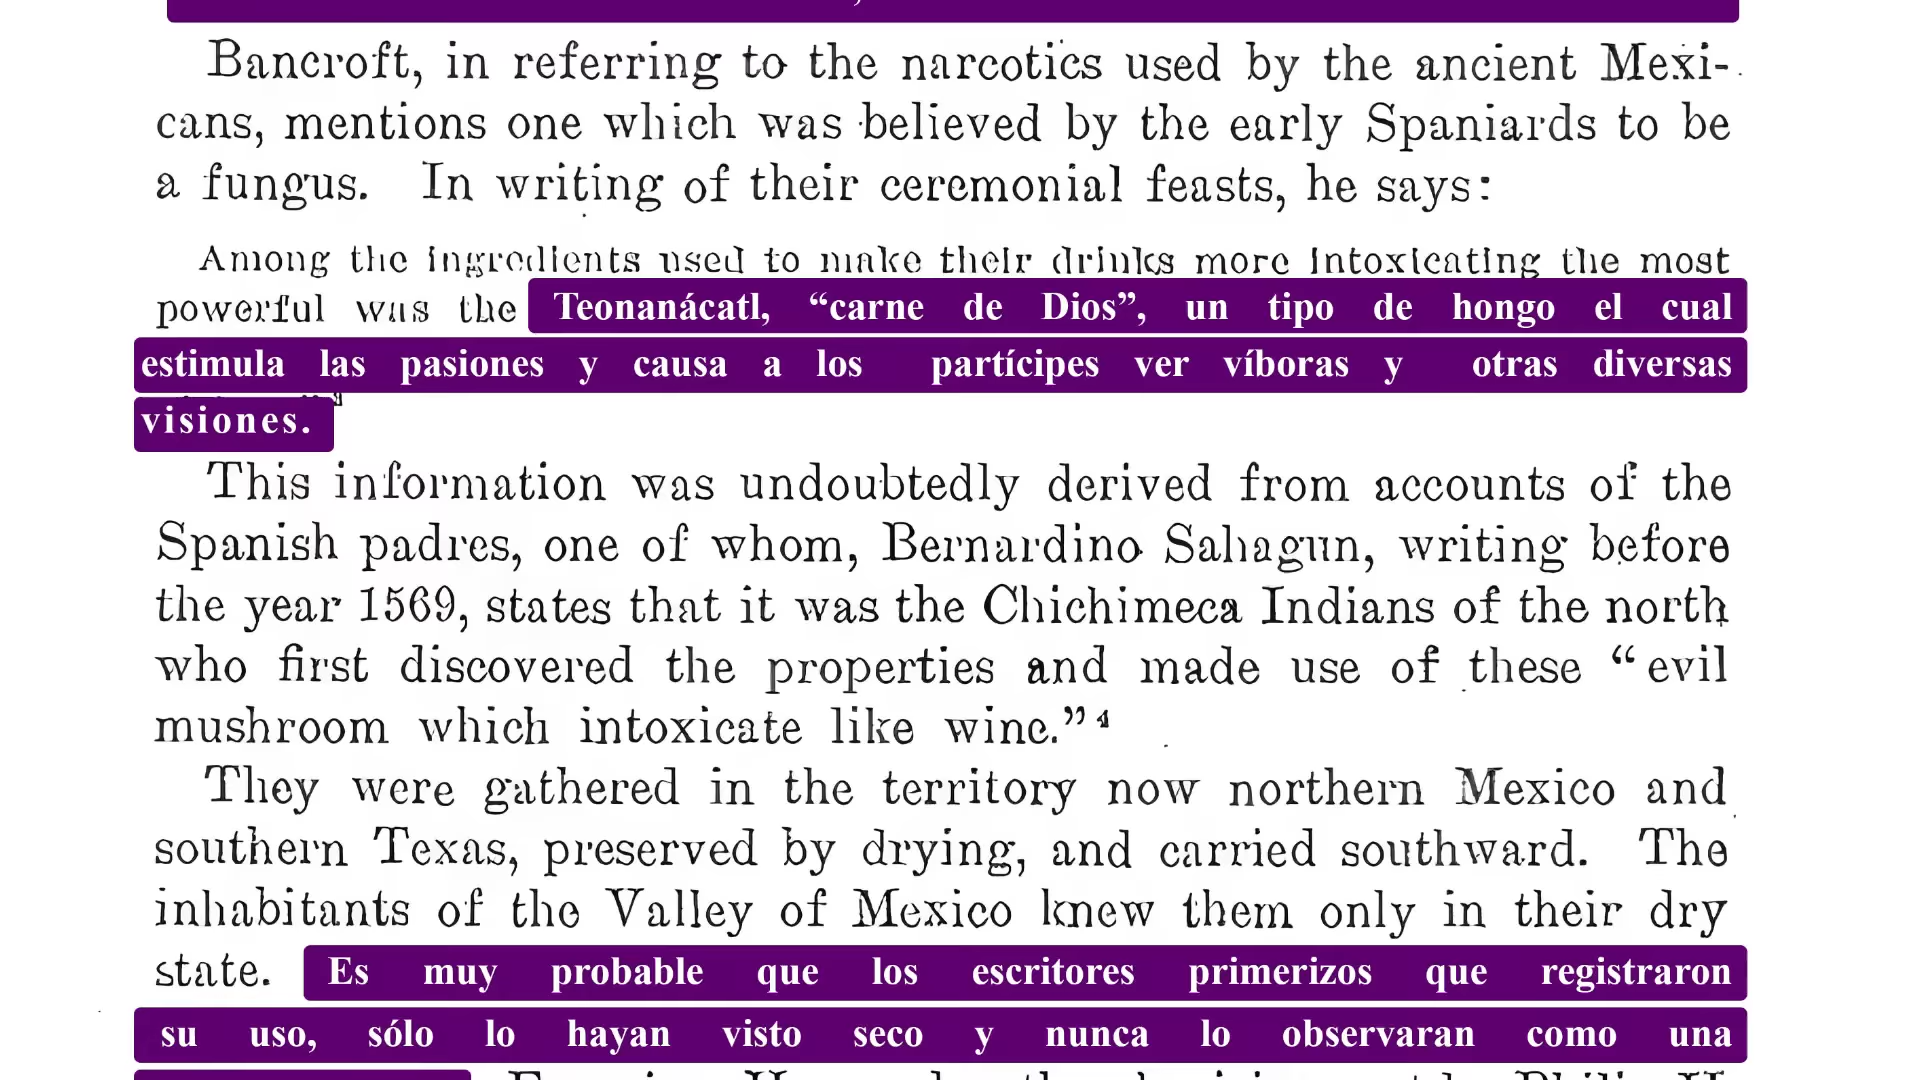 Bancroft, in referring to the narcotics used by the ancient Mexi-
cans, mentions one which was believed by the early Spaniards to be
a fungus. In writing of their ceremonial feasts, he says:
Among the ingredients used to make their drinks more intoxicating the most
powerful was the Teonanácatl, “carne de Dios”, un tipo de hongo el cual
estimula las pasiones y causa a los partícipes ver víboras y otras diversas
visiones.
This information was undoubtedly derived from accounts of the
Spanish padres, one of whom, Bernardino Sahagun, writing before
the year 1569, states that it was the Chichimeca Indians of the north
who first discovered the properties and made use of these “evil
mushroom which intoxicate like wine.”⁴
They were gathered in the territory now northern Mexico and
southern Texas, preserved by drying, and carried southward. The
inhabitants of the Valley of Mexico knew them only in their dry
state. Es muy probable que los escritores primerizos que registraron
su uso, sólo lo hayan visto seco y nunca lo observaran como una